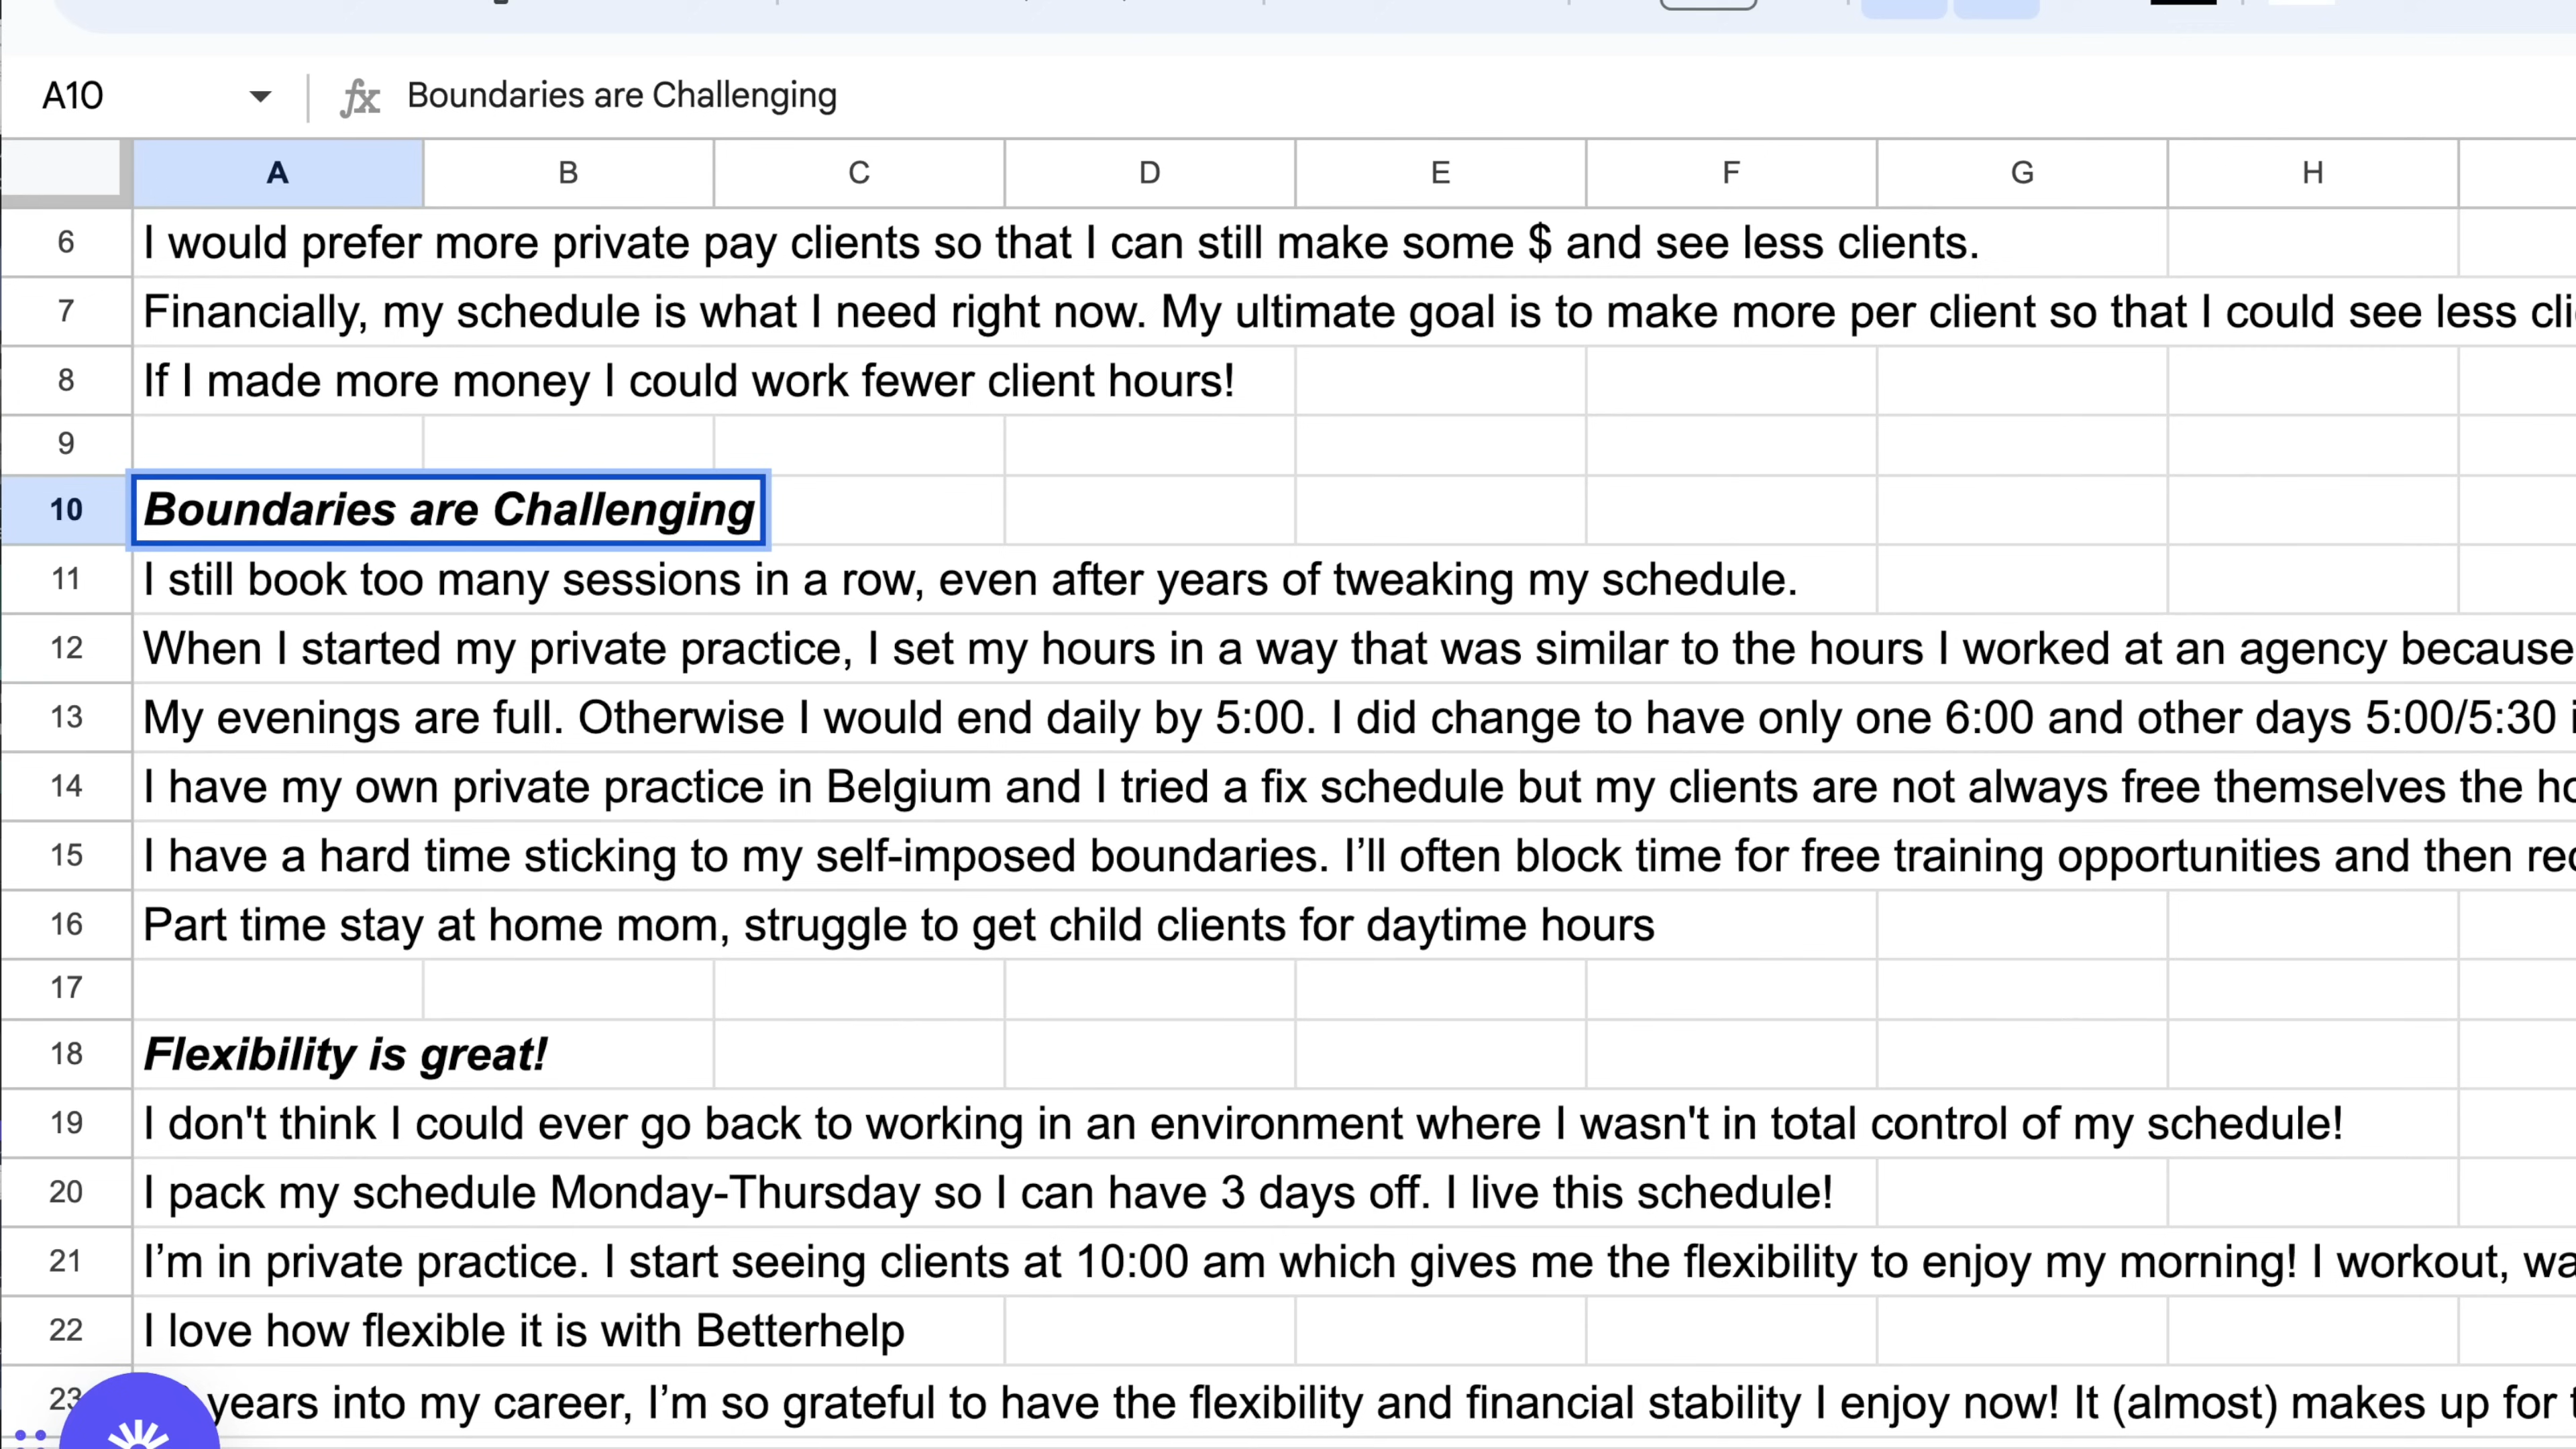 A10 fx Boundaries are Challenging
A B C D E F G H
6 I would prefer more private pay clients so that I can still make some $ and see less clients.
7 Financially, my schedule is what I need right now. My ultimate goal is to make more per client so that I could see less
8 If I made more money I could work fewer client hours!
9
10 Boundaries are Challenging
11 I still book too many sessions in a row, even after years of tweaking my schedule.
12 When I started my private practice, I set my hours in a way that was similar to the hours I worked at an agency because
13 My evenings are full. Otherwise I would end daily by 5:00. I did change to have only one 6:00 and other days 5:00/5:30
14 I have my own private practice in Belgium and I tried a fix schedule but my clients are not always free themselves the
15 I have a hard time sticking to my self-imposed boundaries. I’ll often block time for free training opportunities and then
16 Part time stay at home mom, struggle to get child clients for daytime hours
17
18 Flexibility is great!
19 I don't think I could ever go back to working in an environment where I wasn't in total control of my schedule!
20 I pack my schedule Monday-Thursday so I can have 3 days off. I live this schedule!
21 I’m in private practice. I start seeing clients at 10:00 am which gives me the flexibility to enjoy my morning! I workout,
22 I love how flexible it is with Betterhelp
23 years into my career, I’m so grateful to have the flexibility and financial stability I enjoy now! It (almost) makes up for